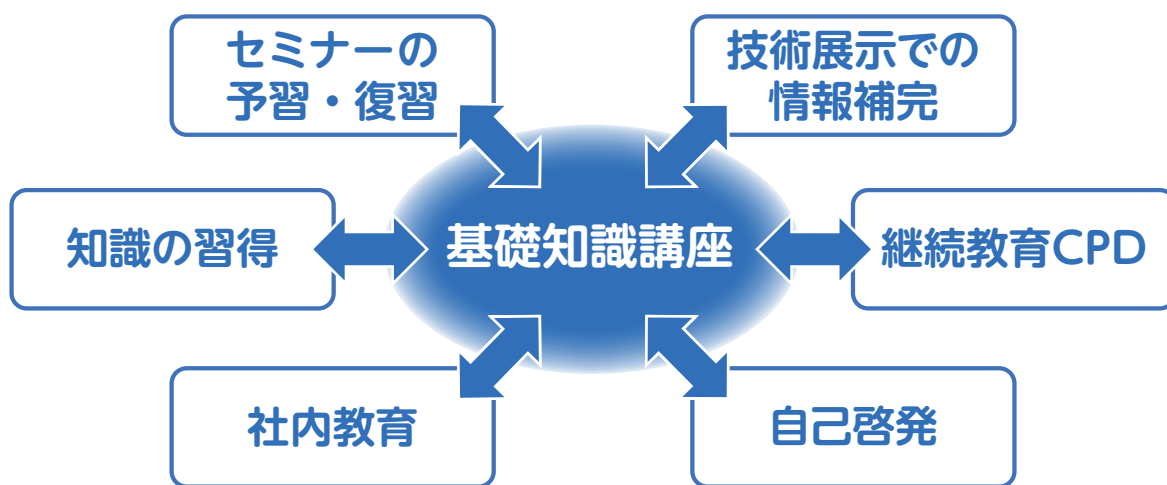 セミナーの
予習・復習
技術展示での
情報補完
知識の習得
基礎知識講座
継続教育CPD
社内教育
自己啓発